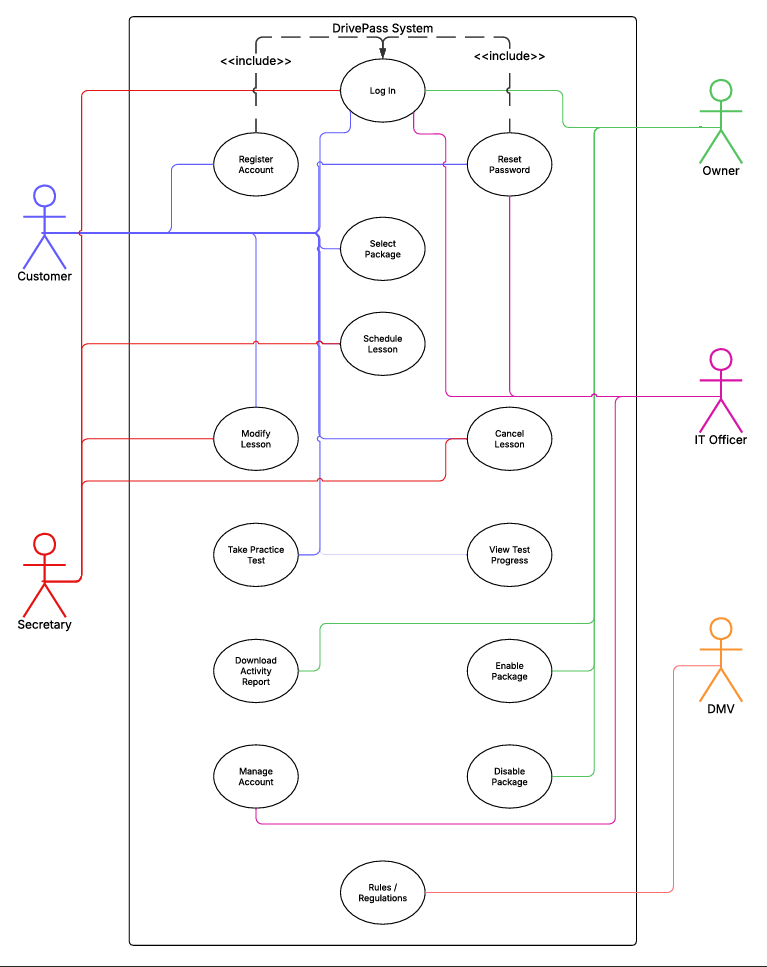 DrivePass System
<<include>>
<<include>>
Log In
Register
Account
Reset
Password
Owner
Customer
Select
Package
Schedule
Lesson
IT Officer
Modify
Lesson
Cancel
Lesson
Take Practice
Test
View Test
Progress
Secretary
Download
Activity
Report
Enable
Package
DMV
Manage
Account
Disable
Package
Rules /
Regulations